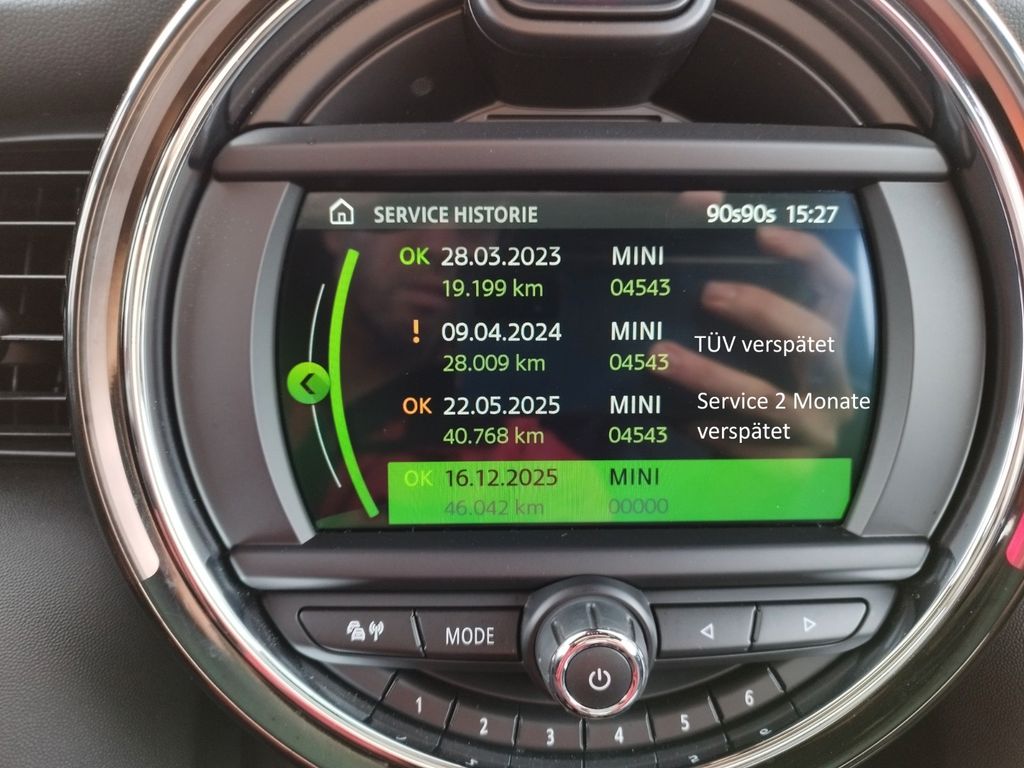 SERVICE HISTORIE 90s90s 15:27
OK 28.03.2023 MINI
19.199 km 04543
! 09.04.2024 MINI
28.009 km 04543
TÜV verspätet
OK 22.05.2025 MINI
40.768 km 04543
Service 2 Monate
verspätet
OK 16.12.2025 MINI
46.042 km 00000
MODE
1 2 3 4 5 6